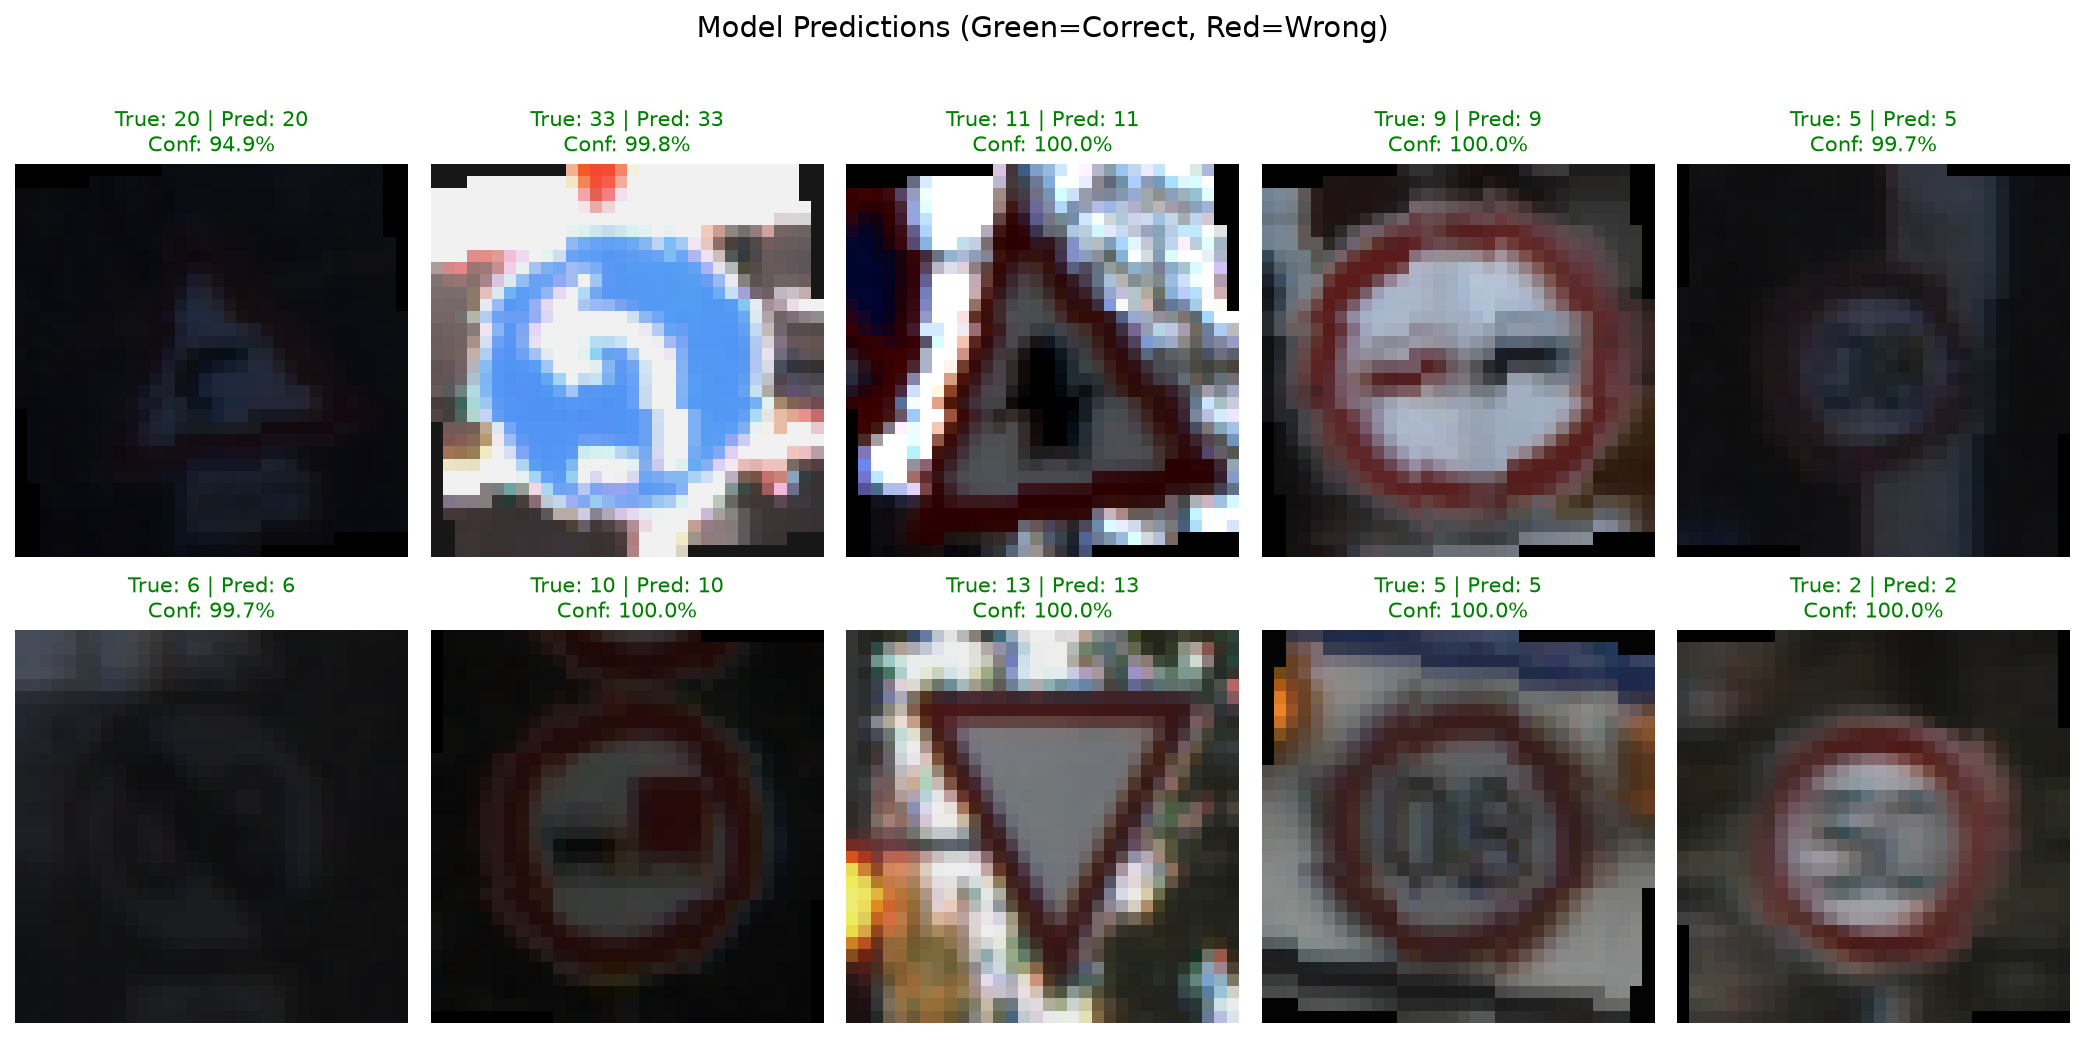 Model Predictions (Green=Correct, Red=Wrong)
True: 20 | Pred: 20
Conf: 94.9%
True: 33 | Pred: 33
Conf: 99.8%
True: 11 | Pred: 11
Conf: 100.0%
True: 9 | Pred: 9
Conf: 100.0%
True: 5 | Pred: 5
Conf: 99.7%
True: 6 | Pred: 6
Conf: 99.7%
True: 10 | Pred: 10
Conf: 100.0%
True: 13 | Pred: 13
Conf: 100.0%
True: 5 | Pred: 5
Conf: 100.0%
True: 2 | Pred: 2
Conf: 100.0%